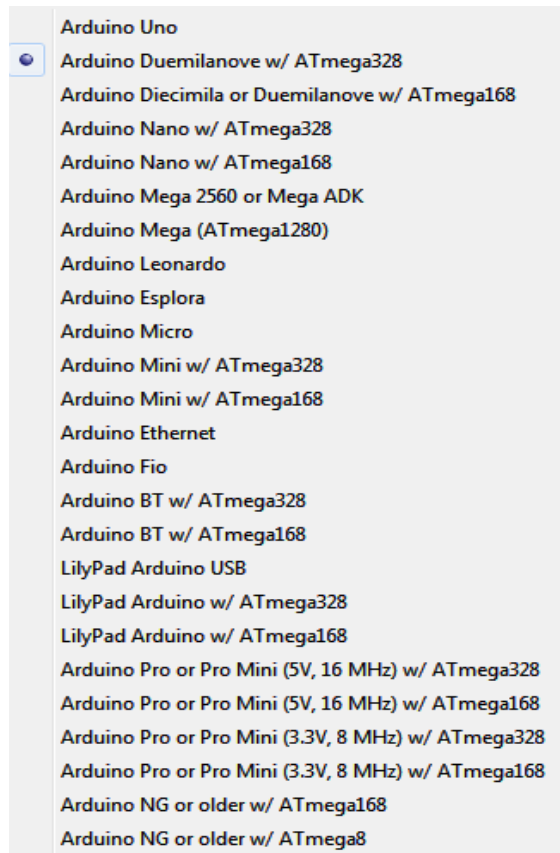 Arduino Uno
Arduino Duemilanove w/ ATmega328
Arduino Diecimila or Duemilanove w/ ATmega168
Arduino Nano w/ ATmega328
Arduino Nano w/ ATmega168
Arduino Mega 2560 or Mega ADK
Arduino Mega (ATmega1280)
Arduino Leonardo
Arduino Esplora
Arduino Micro
Arduino Mini w/ ATmega328
Arduino Mini w/ ATmega168
Arduino Ethernet
Arduino Fio
Arduino BT w/ ATmega328
Arduino BT w/ ATmega168
LilyPad Arduino USB
LilyPad Arduino w/ ATmega328
LilyPad Arduino w/ ATmega168
Arduino Pro or Pro Mini (5V, 16 MHz) w/ ATmega328
Arduino Pro or Pro Mini (5V, 16 MHz) w/ ATmega168
Arduino Pro or Pro Mini (3.3V, 8 MHz) w/ ATmega328
Arduino Pro or Pro Mini (3.3V, 8 MHz) w/ ATmega168
Arduino NG or older w/ ATmega168
Arduino NG or older w/ ATmega8